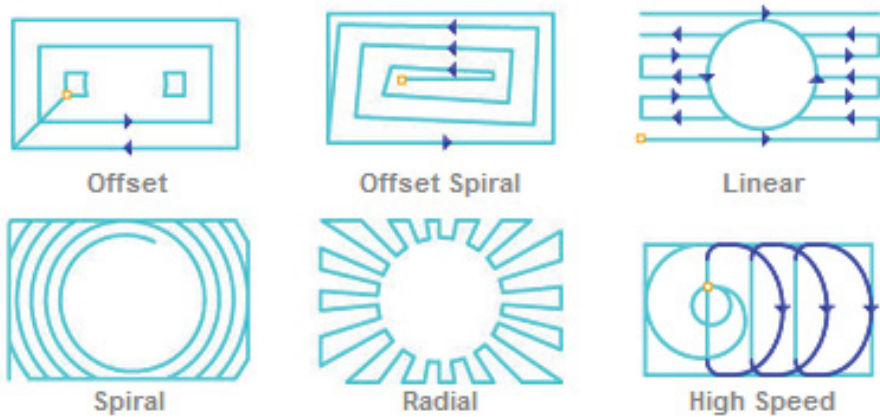 Offset
Offset Spiral
Linear
Spiral
Radial
High Speed